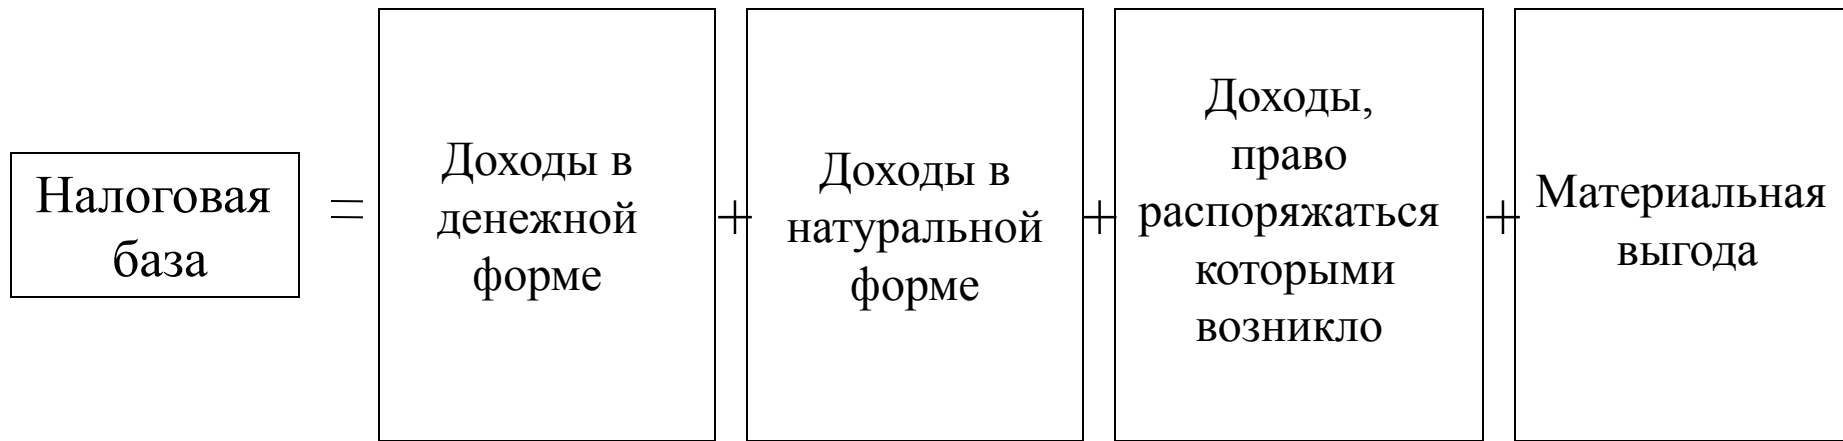 Налоговая
база
=
Доходы в
денежной
форме
+
Доходы в
натуральной
форме
+
Доходы,
право
распоряжаться
которыми
возникло
+
Материальная
выгода